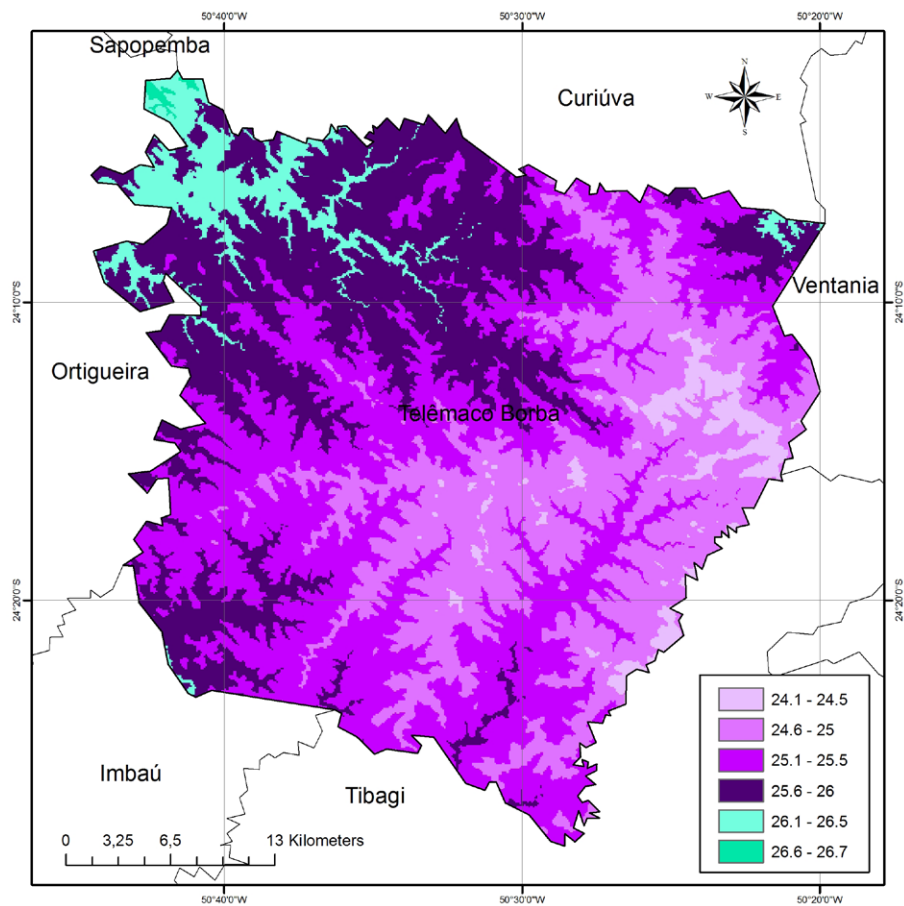 50°40'0"W 50°30'0"W 50°20'0"W
Sapopemba
N
W E
S
Curiúva
Ventania
24°10'0"S 24°10'0"S
Ortigueira
Telêmaco Borba
24°20'0"S 24°20'0"S
24.1 - 24.5
24.6 - 25
25.1 - 25.5
25.6 - 26
26.1 - 26.5
26.6 - 26.7
Imbaú
Tibagi
0 3,25 6,5 13 Kilometers
50°40'0"W 50°30'0"W 50°20'0"W